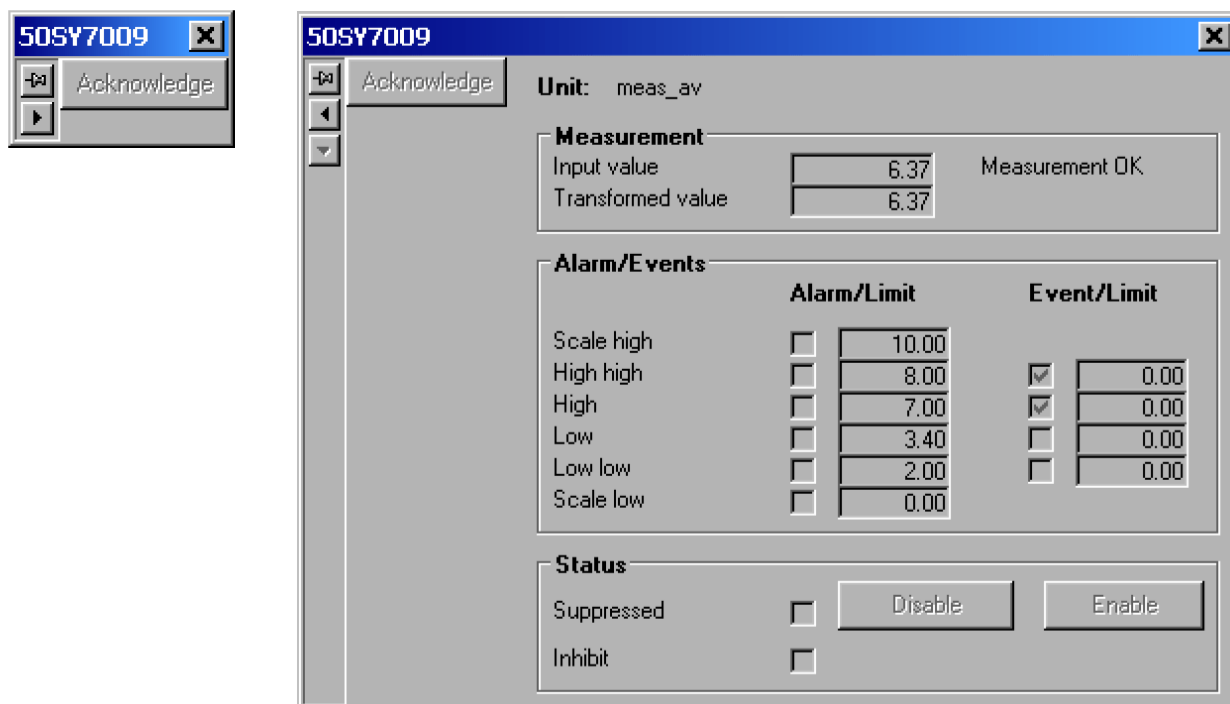 50SY7009
Acknowledge
50SY7009
Acknowledge
Unit: meas_av
Measurement
Input value 6.37 Measurement OK
Transformed value 6.37
Alarm/Events
Alarm/Limit Event/Limit
Scale high 10.00
High high 8.00 0.00
High 7.00 0.00
Low 3.40 0.00
Low low 2.00 0.00
Scale low 0.00
Status
Suppressed Disable Enable
Inhibit